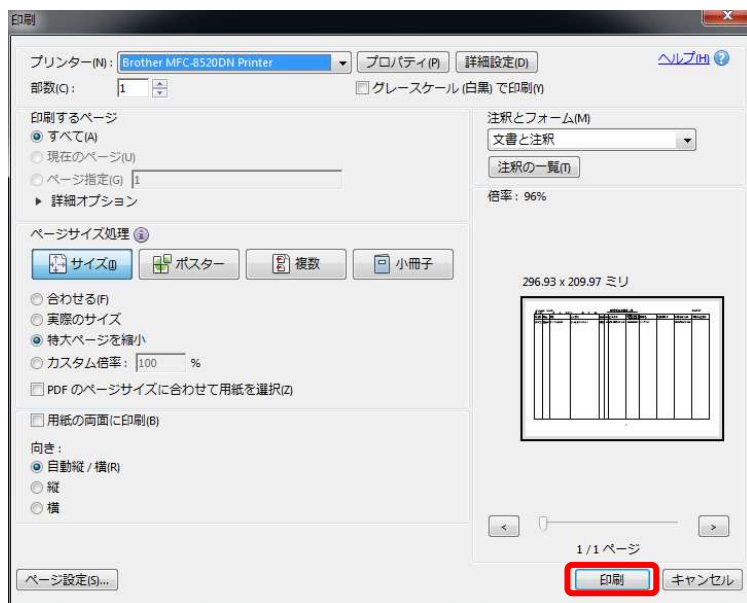 印刷
プリンター(N): Brother MFC-8520DN Printer プロパティ(P) 詳細設定(D) ヘルプ(H)
部数(C): 1 グレースケール (白黒) で印刷(Y)
印刷するページ
すべて(A)
現在のページ(U)
ページ指定(G) 1
詳細オプション
注釈とフォーム(M)
文書と注釈
注釈の一覧(T)
倍率: 96%
ページサイズ処理
サイズ(I) ポスター 複数 小冊子
合わせる(F)
実際のサイズ
特大ページを縮小
カスタム倍率: 100 %
PDF のページサイズに合わせて用紙を選択(Z)
用紙の両面に印刷(B)
向き:
自動縦 / 横(R)
縦
横
296.93 x 209.97 ミリ
< >
1 / 1 ページ
ページ設定(S)... 印刷 キャンセル